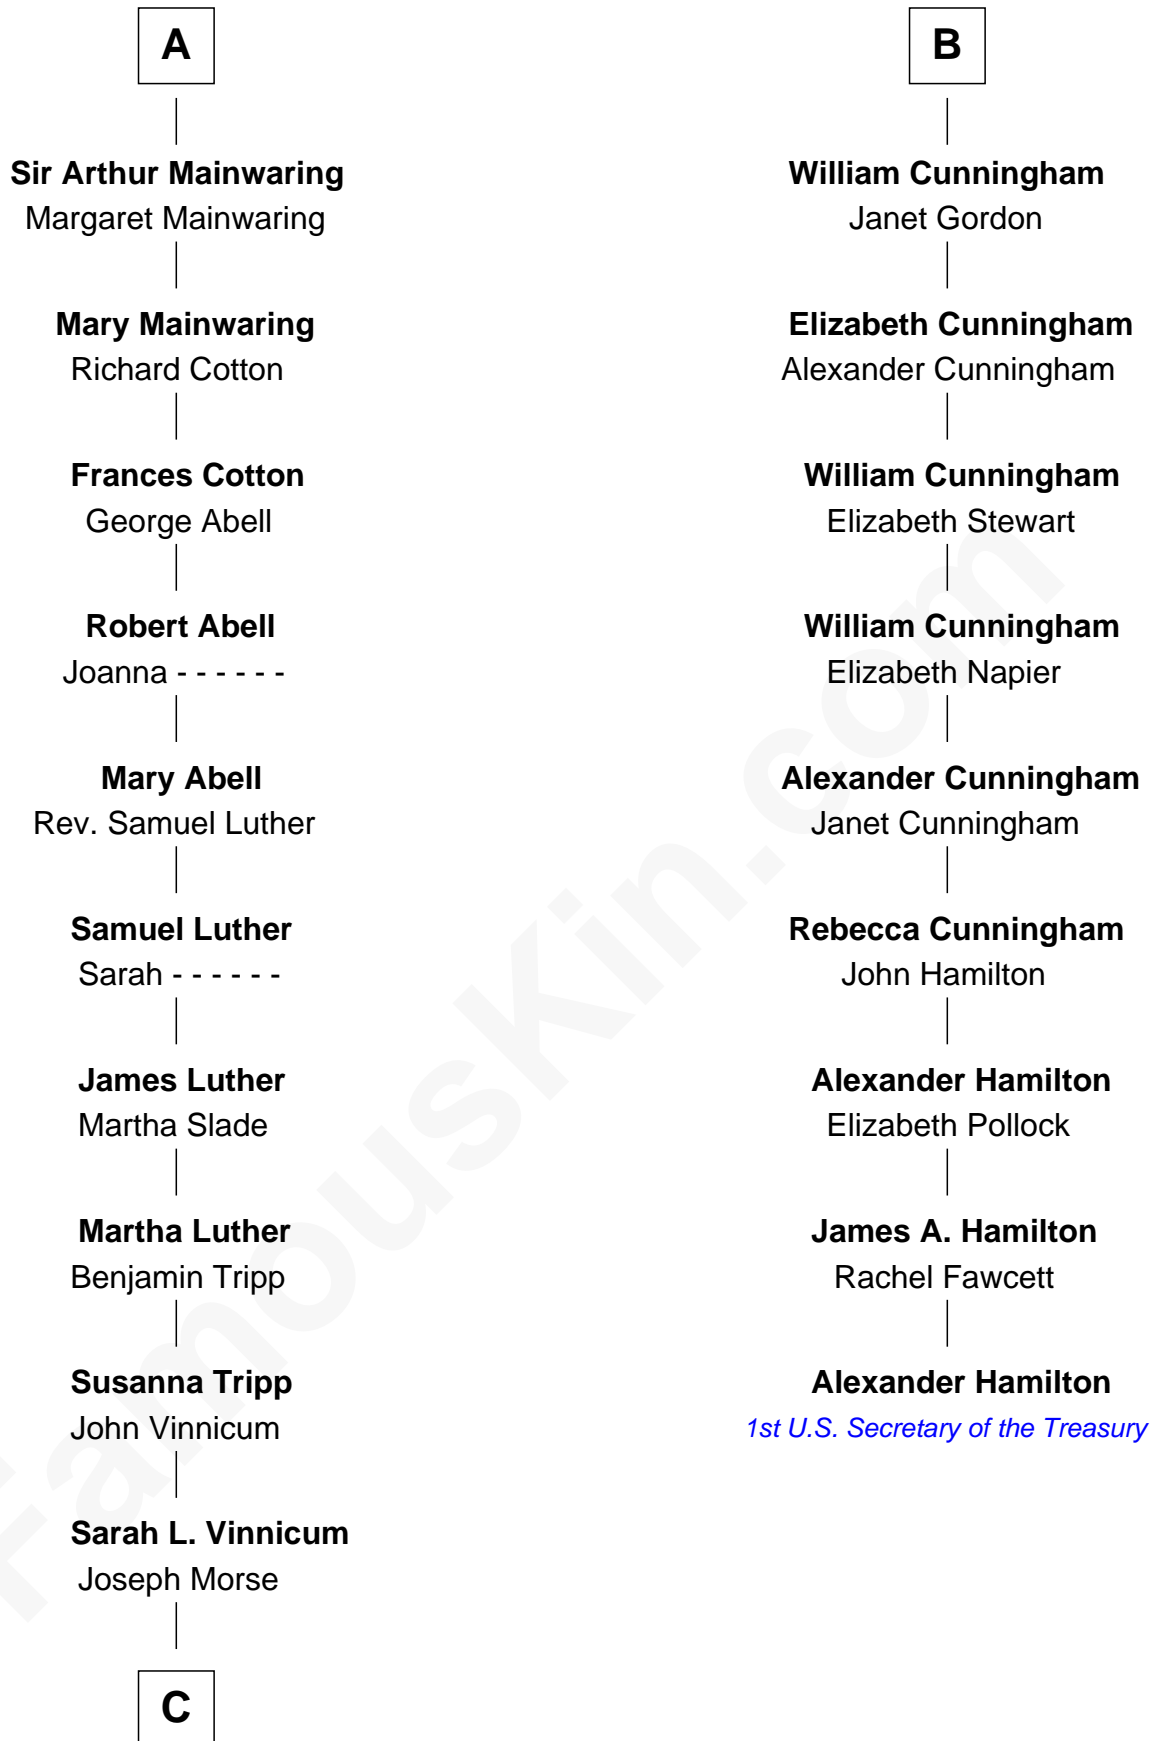 A
Sir Arthur Mainwaring
Margaret Mainwaring
Mary Mainwaring
Richard Cotton
Frances Cotton
George Abell
Robert Abell
Joanna - - - - - -
Mary Abell
Rev. Samuel Luther
Samuel Luther
Sarah - - - - - -
James Luther
Martha Slade
Martha Luther
Benjamin Tripp
Susanna Tripp
John Vinnicum
Sarah L. Vinnicum
Joseph Morse
C
B
William Cunningham
Janet Gordon
Elizabeth Cunningham
Alexander Cunningham
William Cunningham
Elizabeth Stewart
William Cunningham
Elizabeth Napier
Alexander Cunningham
Janet Cunningham
Rebecca Cunningham
John Hamilton
Alexander Hamilton
Elizabeth Pollock
James A. Hamilton
Rachel Fawcett
Alexander Hamilton
1st U.S. Secretary of the Treasury
FamousKin.com